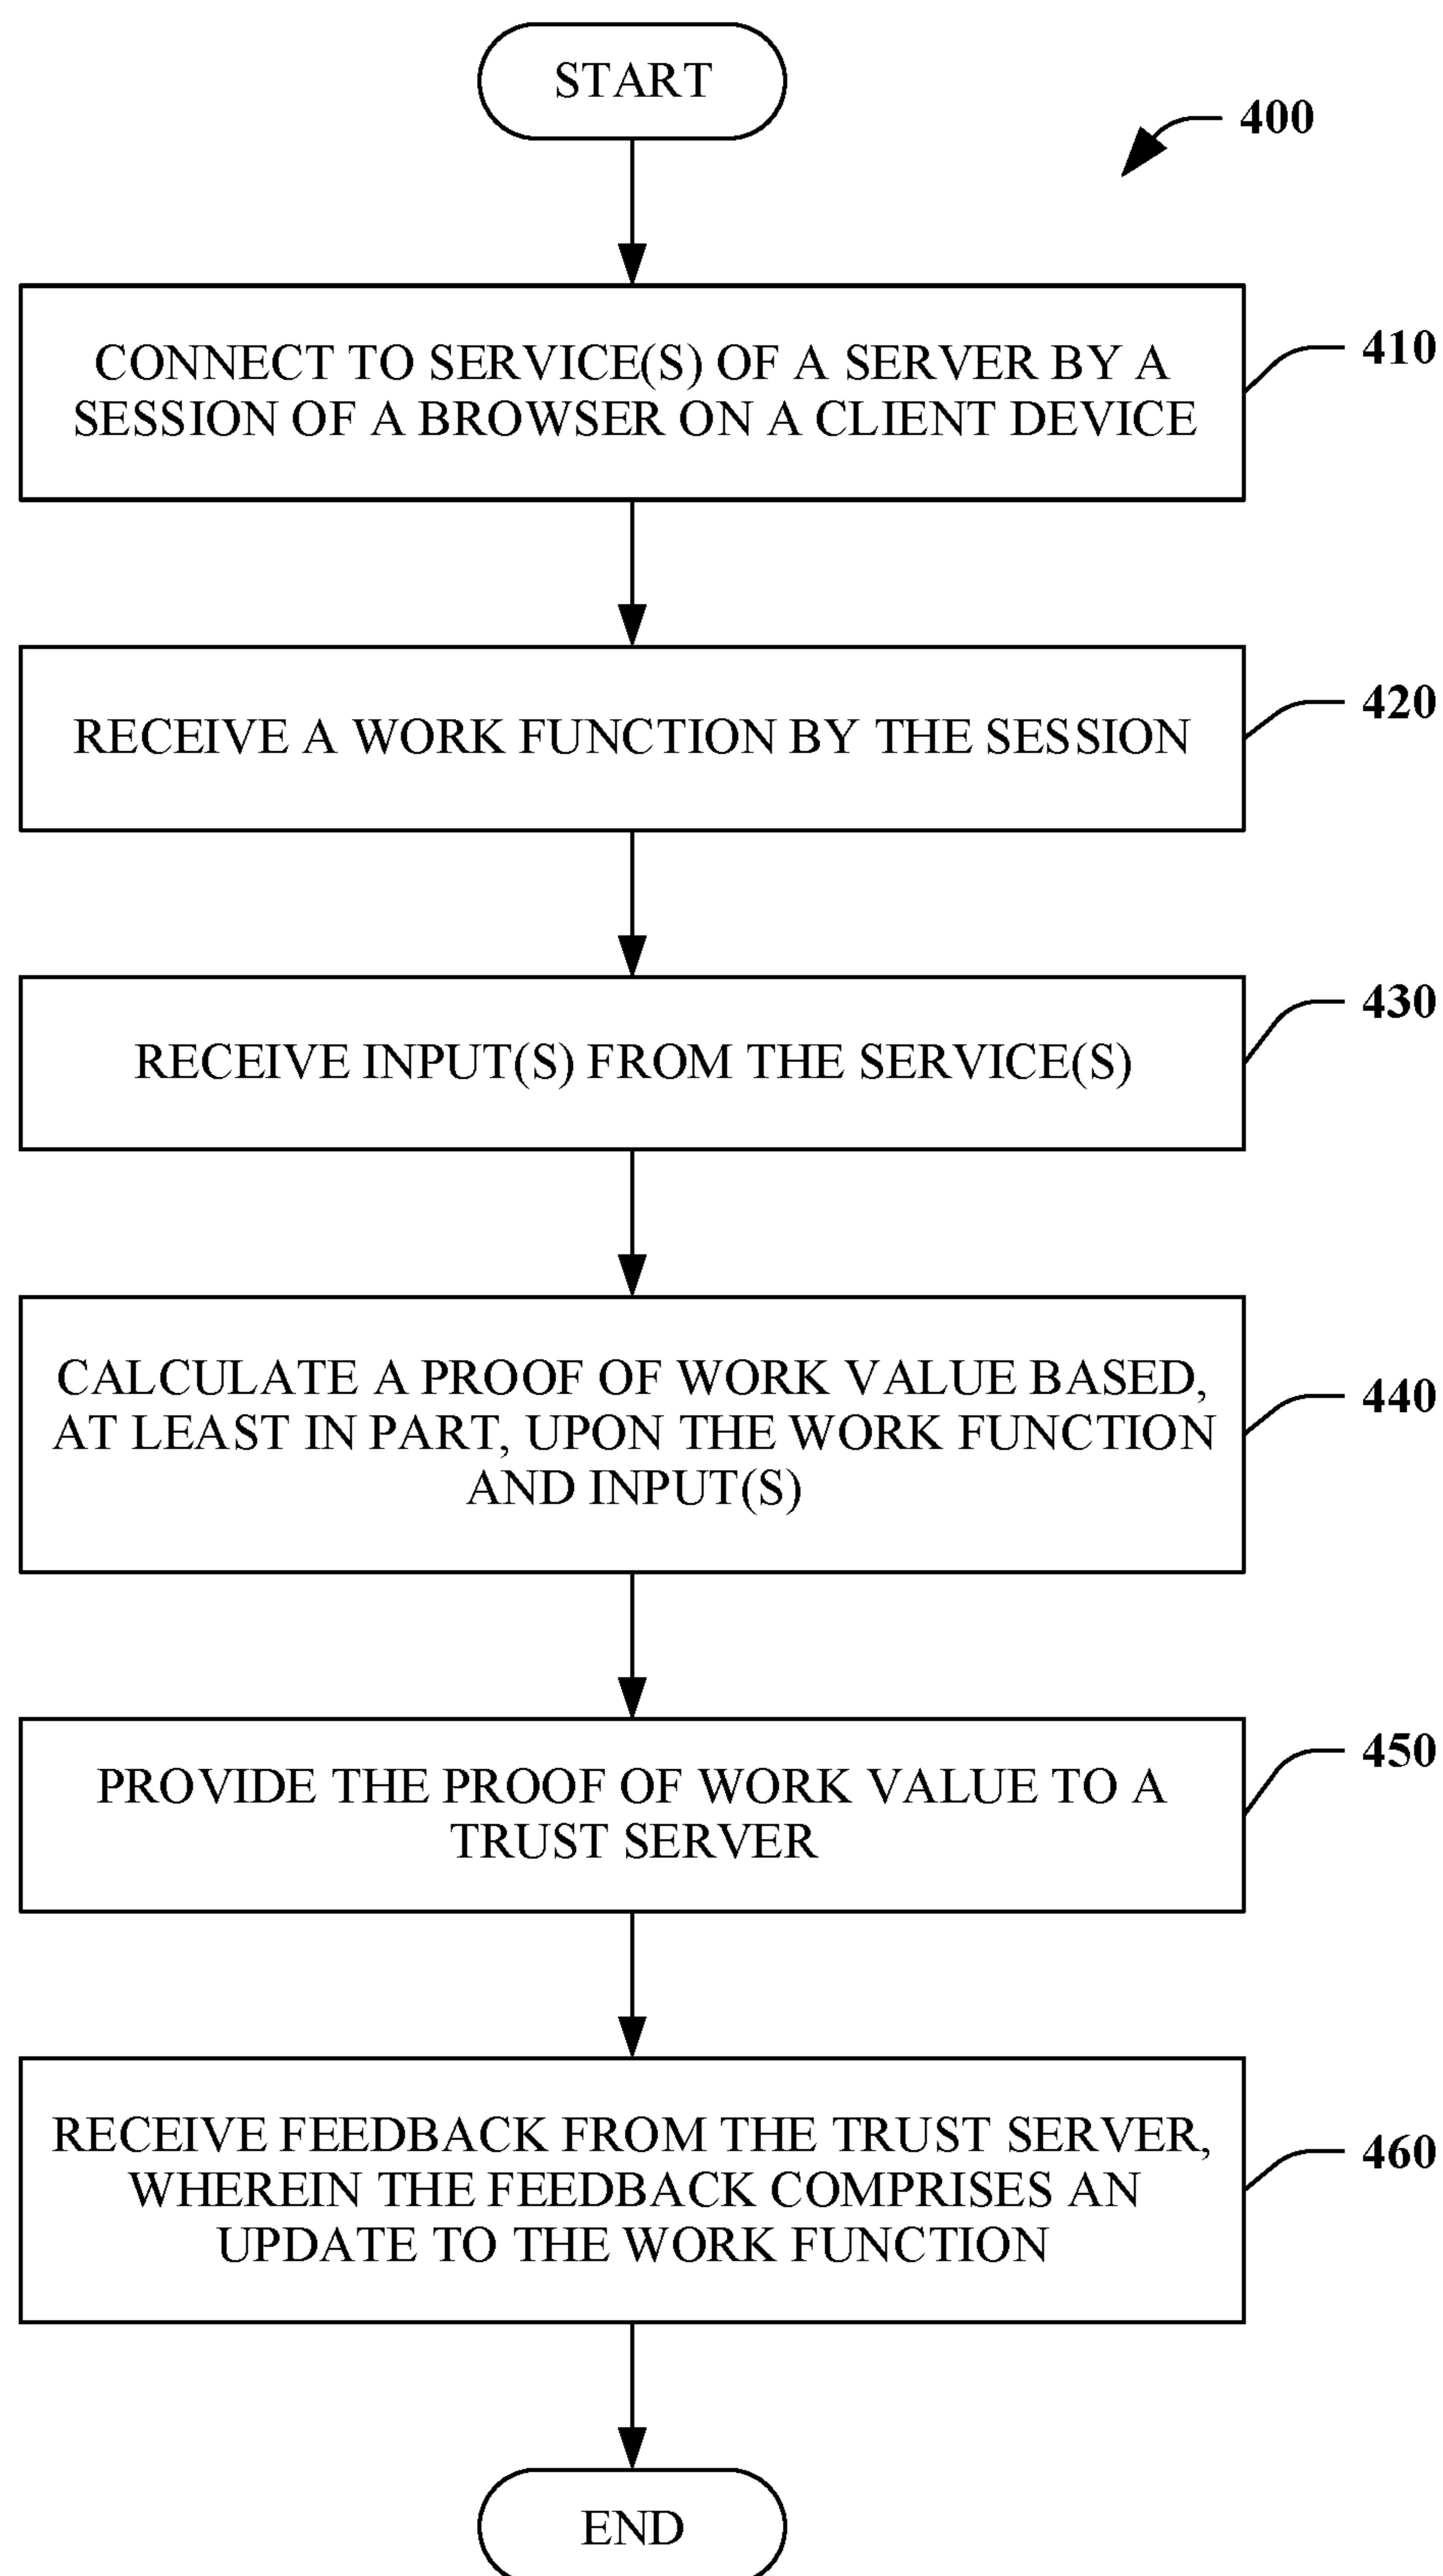 START
400
CONNECT TO SERVICE(S) OF A SERVER BY A
SESSION OF A BROWSER ON A CLIENT DEVICE
410
RECEIVE A WORK FUNCTION BY THE SESSION
420
RECEIVE INPUT(S) FROM THE SERVICE(S)
430
CALCULATE A PROOF OF WORK VALUE BASED,
AT LEAST IN PART, UPON THE WORK FUNCTION
AND INPUT(S)
440
PROVIDE THE PROOF OF WORK VALUE TO A
TRUST SERVER
450
RECEIVE FEEDBACK FROM THE TRUST SERVER,
WHEREIN THE FEEDBACK COMPRISES AN
UPDATE TO THE WORK FUNCTION
460
END